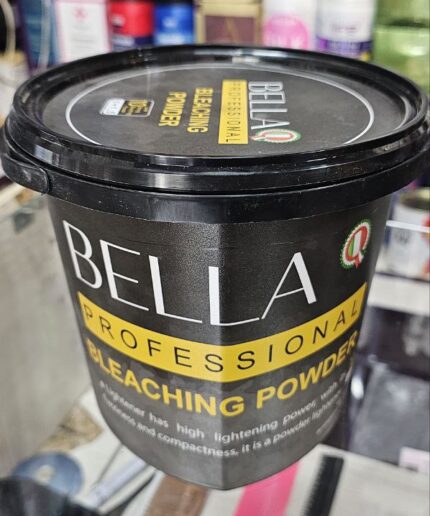 BELLA
PROFESSIONAL
BLEACHING
POWDER
BELLA
PROFESSIONAL
BLEACHING POWDER
Lightener has high lightening power, with
and compactness, it is a powder